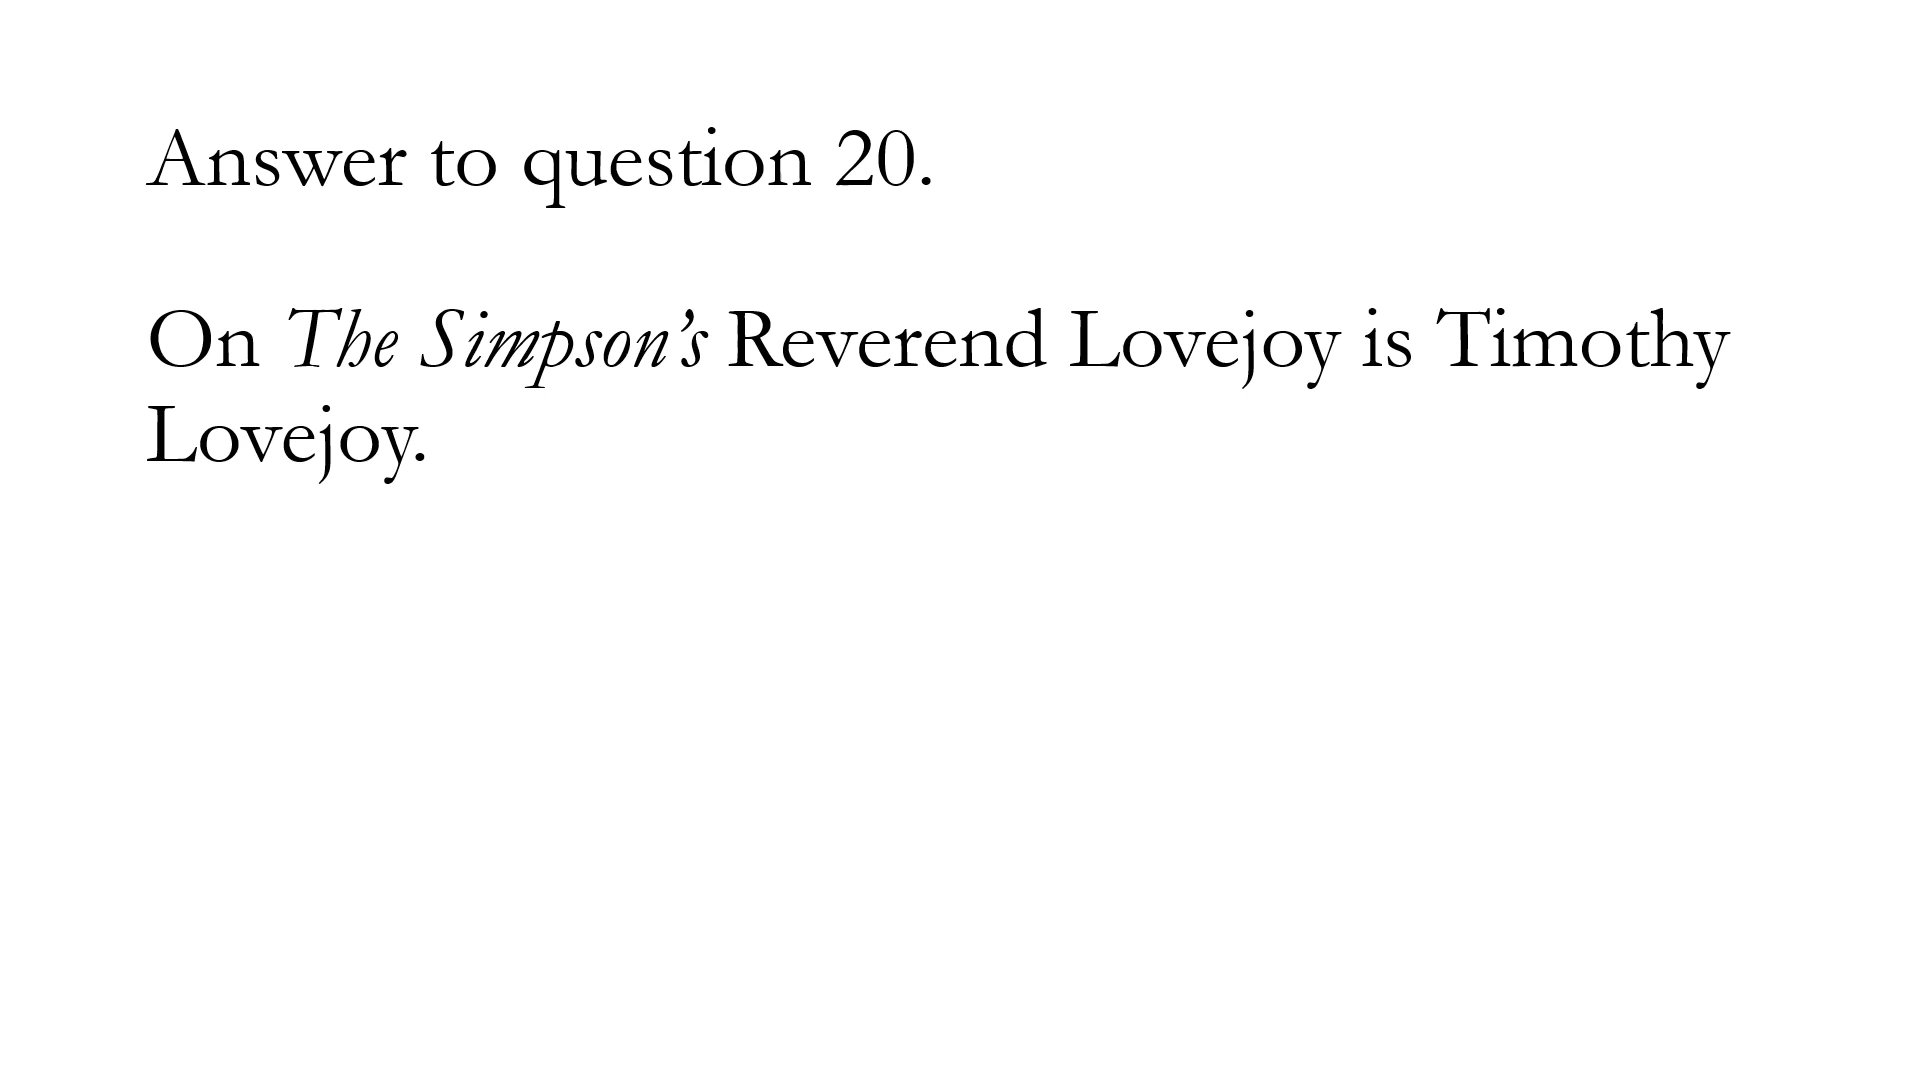 Answer to question 20.
On The Simpson’s Reverend Lovejoy is Timothy
Lovejoy.